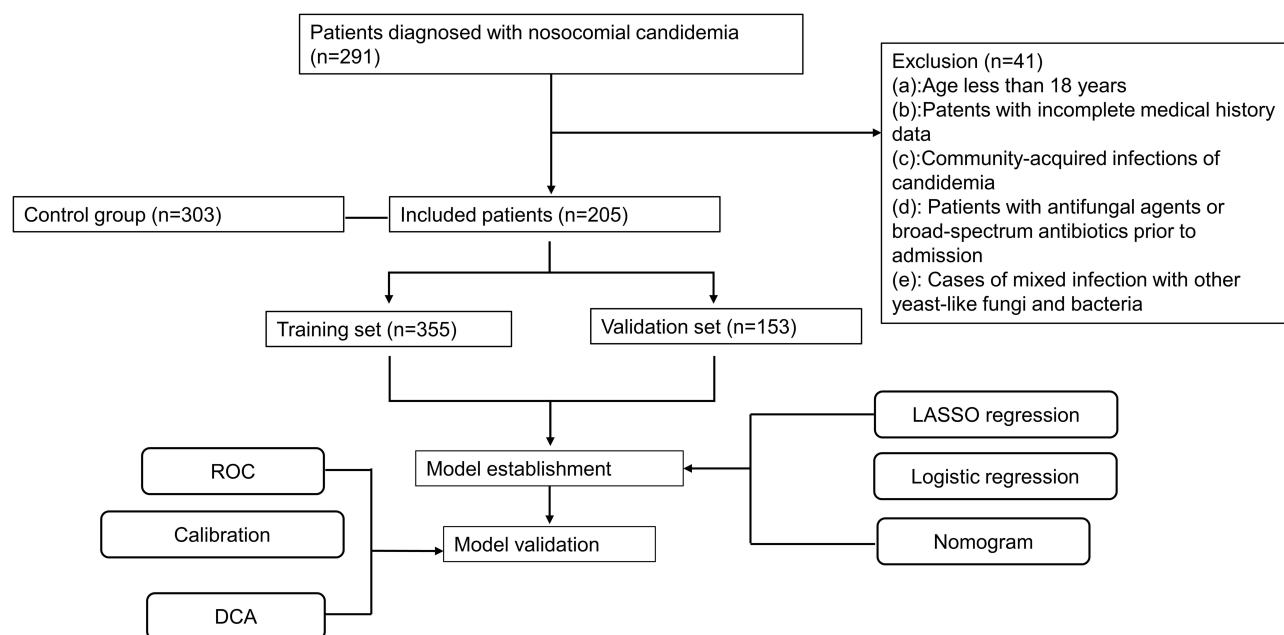 Patients diagnosed with nosocomial candidemia
(n=291)
Exclusion (n=41)
(a):Age less than 18 years
(b):Patents with incomplete medical history
data
(c):Community-acquired infections of
candidemia
(d): Patients with antifungal agents or
broad-spectrum antibiotics prior to
admission
(e): Cases of mixed infection with other
yeast-like fungi and bacteria
Control group (n=303)
Included patients (n=205)
Training set (n=355)
Validation set (n=153)
LASSO regression
ROC
Model establishment
Logistic regression
Calibration
Model validation
Nomogram
DCA